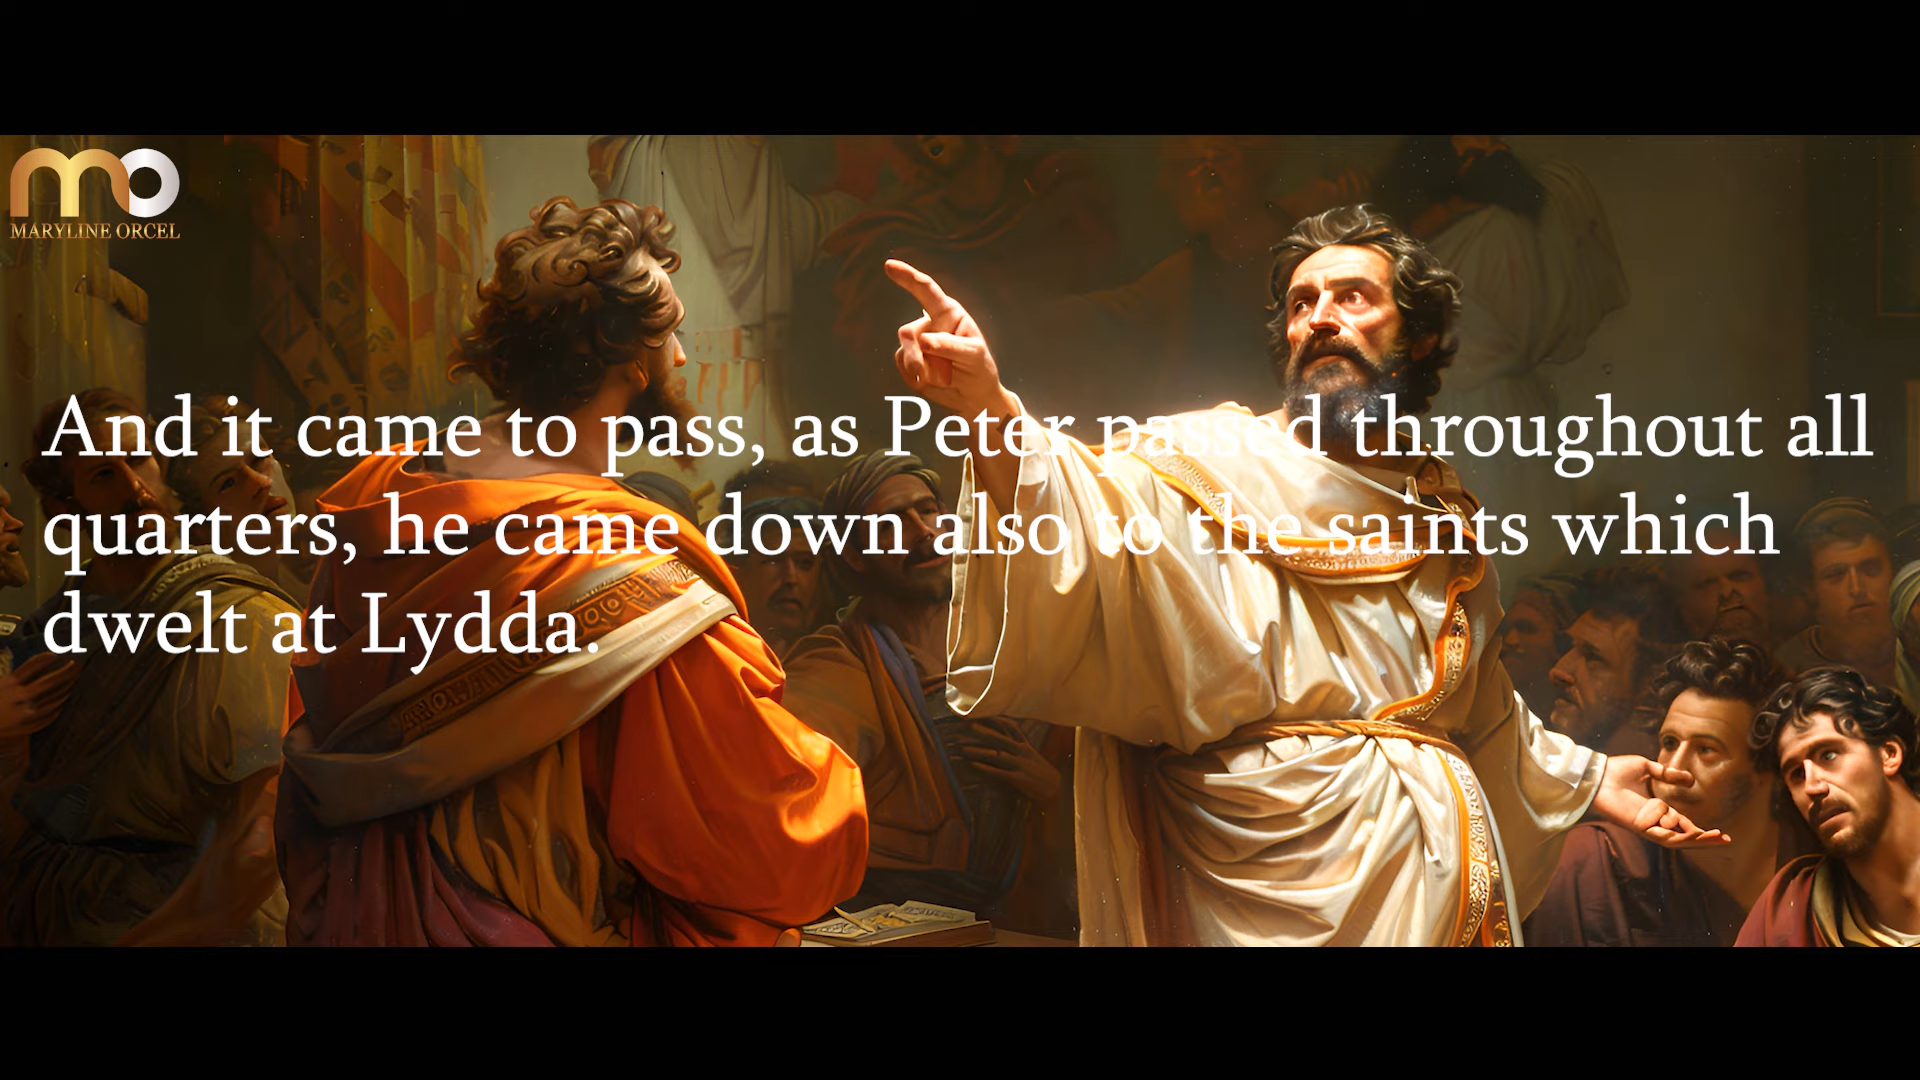 mo
MARYLINE ORCEL
And it came to pass, as Peter passed throughout all
quarters, he came down also to the saints which
dwelt at Lydda.